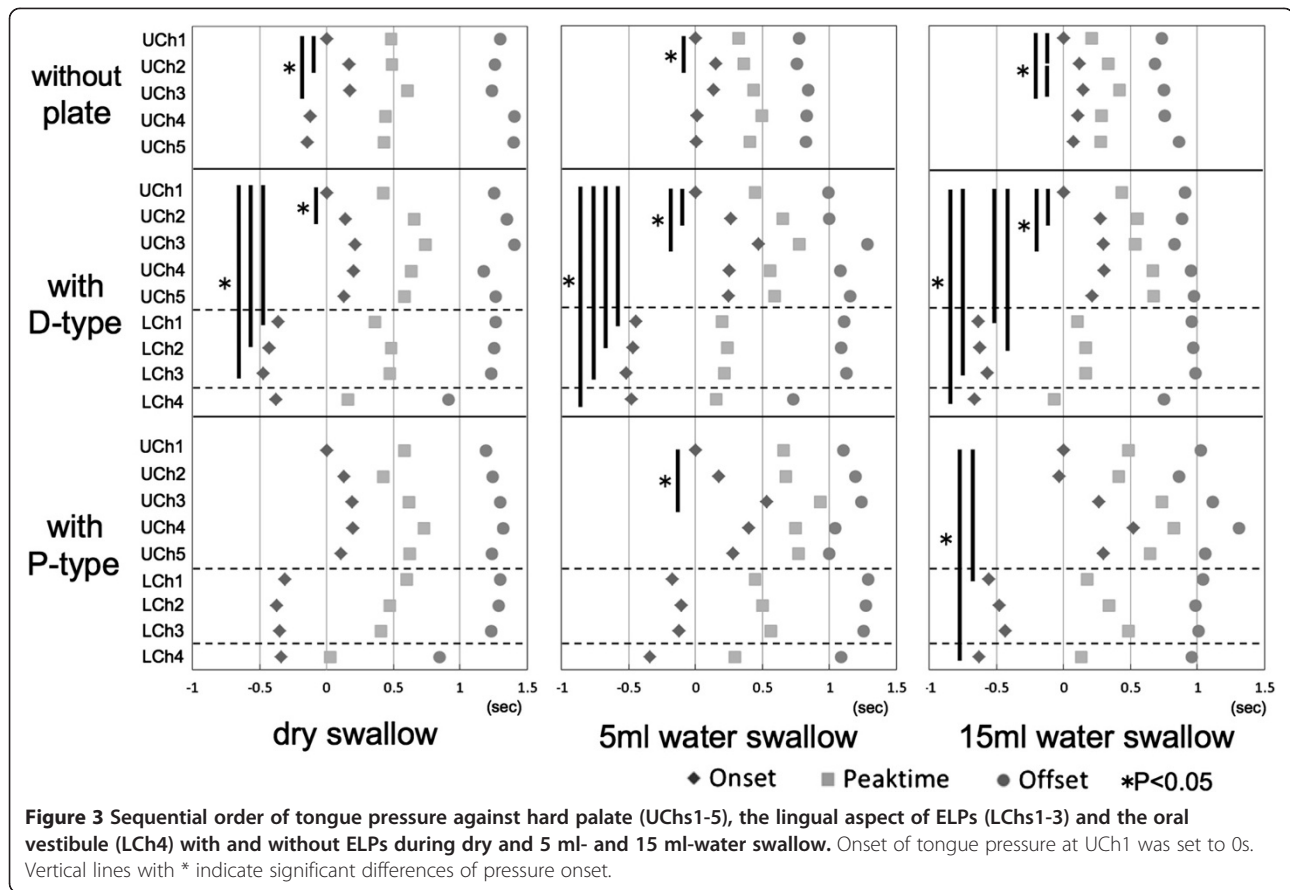 without
plate
UCh1
UCh2
UCh3
UCh4
UCh5
*
*
*
with
D-type
UCh1
UCh2
UCh3
UCh4
UCh5
LCh1
LCh2
LCh3
LCh4
*
*
*
*
*
*
with
P-type
UCh1
UCh2
UCh3
UCh4
UCh5
LCh1
LCh2
LCh3
LCh4
*
*
-1 -0.5 0 0.5 1 1.5
(sec)
-1 -0.5 0 0.5 1 1.5
(sec)
-1 -0.5 0 0.5 1 1.5
(sec)
dry swallow 5ml water swallow 15ml water swallow
◆ Onset ■ Peaktime ● Offset *P<0.05
Figure 3 Sequential order of tongue pressure against hard palate (UChs1-5), the lingual aspect of ELPs (LChs1-3) and the oral
vestibule (LCh4) with and without ELPs during dry and 5 ml- and 15 ml-water swallow. Onset of tongue pressure at UCh1 was set to 0s.
Vertical lines with * indicate significant differences of pressure onset.